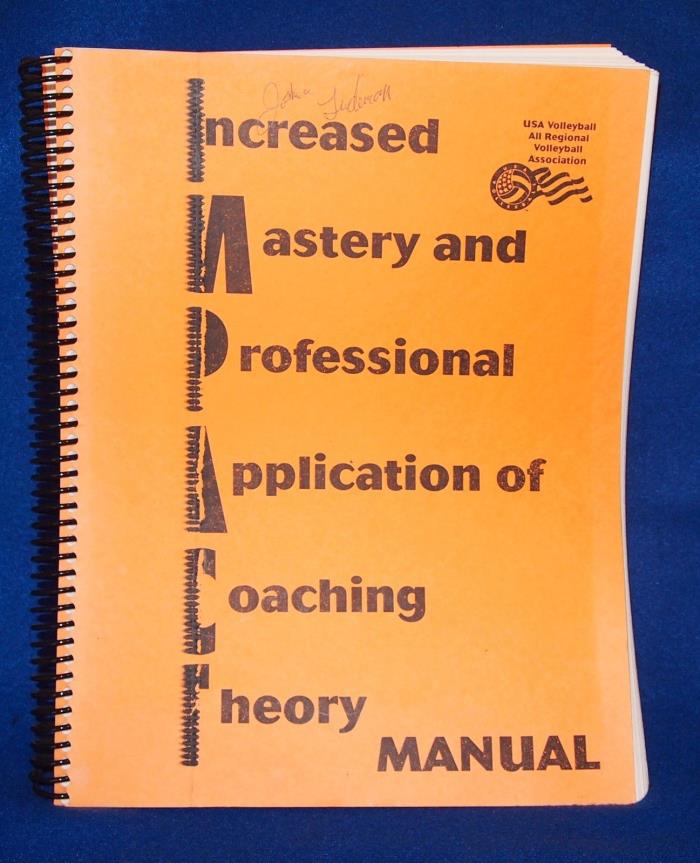 Increased
USA Volleyball
All Regional
Volleyball
Association
Mastery and
Professional
Application of
Coaching
Theory
MANUAL